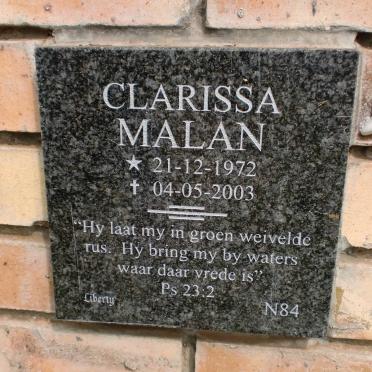 CLARISSA
MALAN
★ 21-12-1972
✝ 04-05-2003
"Hy laat my in groen weivelde
rus. Hy bring my by waters
waar daar vrede is"
Ps 23:2
Liberty
N84